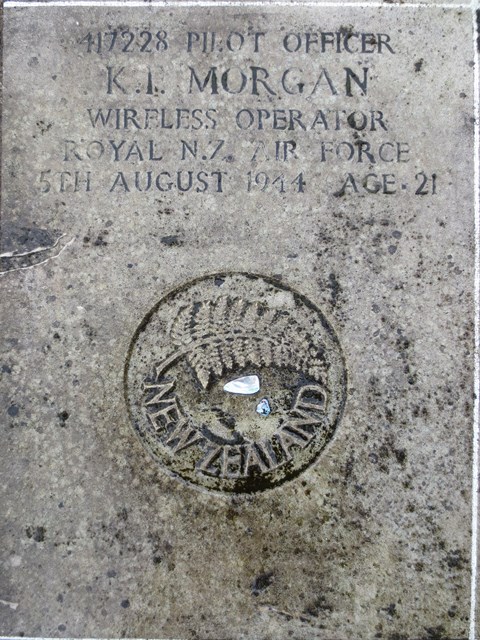 417228 PILOT OFFICER
K.I. MORGAN
WIRELESS OPERATOR
ROYAL N.Z. AIR FORCE
5TH AUGUST 1944 AGE·21
NEW ZEALAND